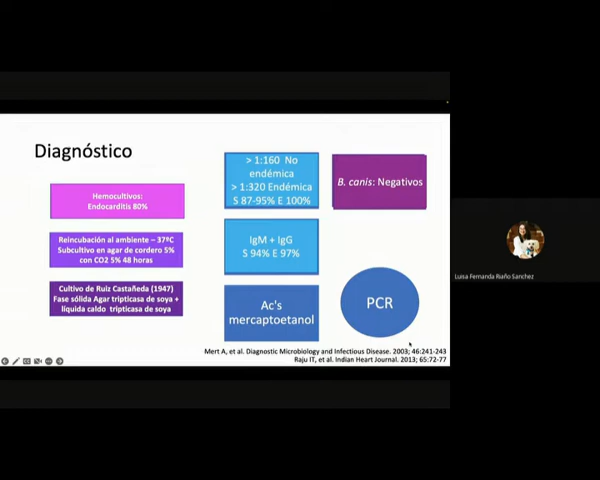 Diagnóstico
Hemocultivos:
Endocarditis 80%
Reincubación al ambiente – 37ºC
Subcultivo en agar de cordero 5%
con CO2 5% 48 horas
Cultivo de Ruiz Castañeda (1947)
Fase sólida Agar tripticasa de soya +
líquida caldo tripticasa de soya
> 1:160 No
endémica
> 1:320 Endémica
S 87-95% E 100%
IgM + IgG
S 94% E 97%
Ac's
mercaptoetanol
B. canis: Negativos
PCR
Mert A, et al. Diagnostic Microbiology and Infectious Disease. 2003; 46:241-243
Raju IT, et al. Indian Heart Journal. 2013; 65:72-77
Luisa Fernanda Riaño Sanchez